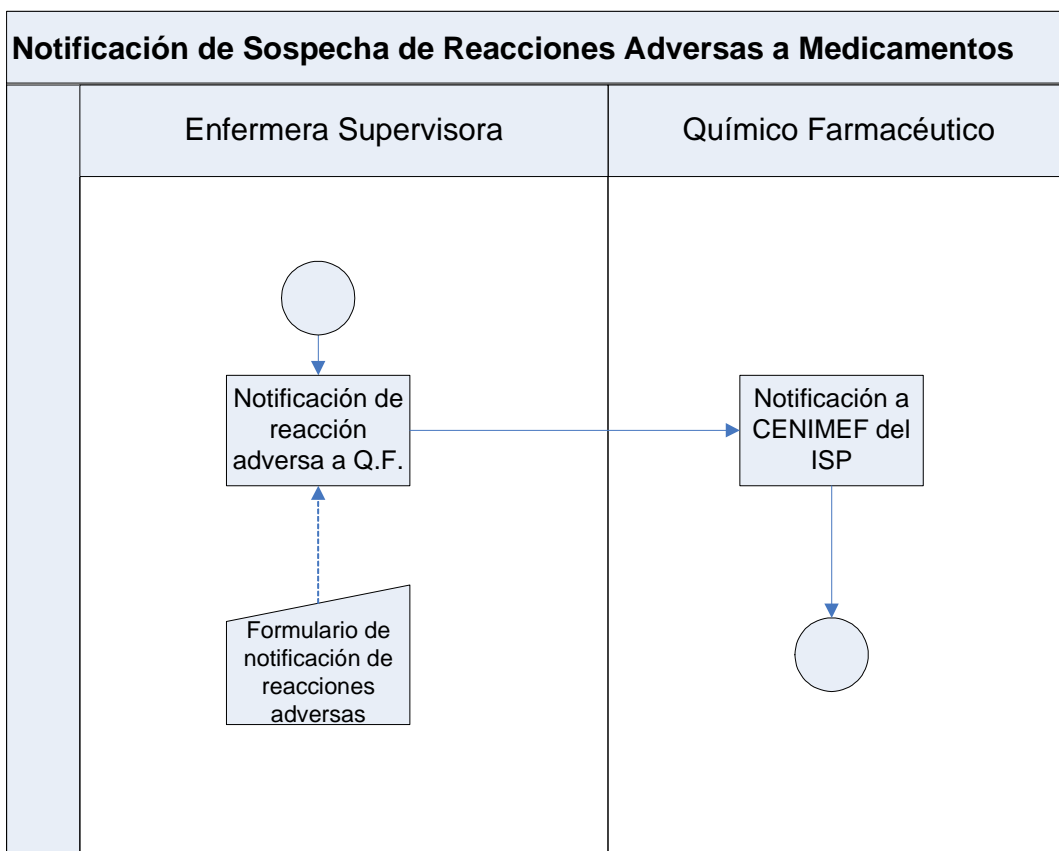 Notificación de Sospecha de Reacciones Adversas a Medicamentos
Enfermera Supervisora
Químico Farmacéutico
Notificación de
reacción
adversa a Q.F.
Notificación a
CENIMEF del
ISP
Formulario de
notificación de
reacciones
adversas